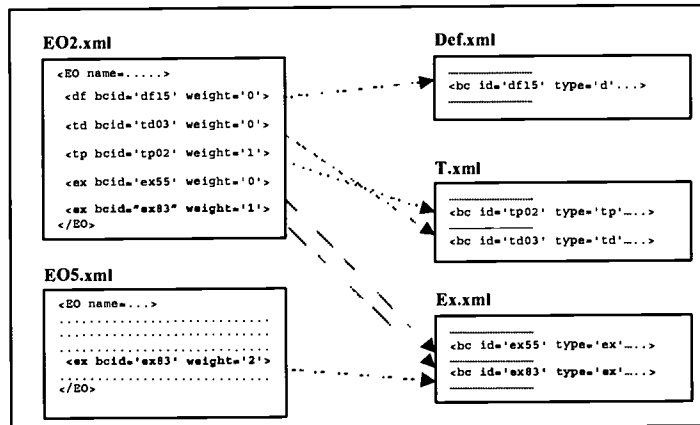 EO2.xml
<EO name=.....>
<df bcid='df15' weight='0'>
<td bcid='td03' weight='0'>
<tp bcid='tp02' weight='1'>
<ex bcid='ex55' weight='0'>
<ex bcid="ex83" weight='1'>
</EO>
EO5.xml
<EO name=...>
<ex bcid='ex83' weight='2'>
</EO>
Def.xml
<bc id='df15' type='d'...>
T.xml
<bc id='tp02' type='tp'…..>
<bc id='td03' type='td'…..>
Ex.xml
<bc id='ex55' type='ex'…..>
<bc id='ex83' type='ex'…..>